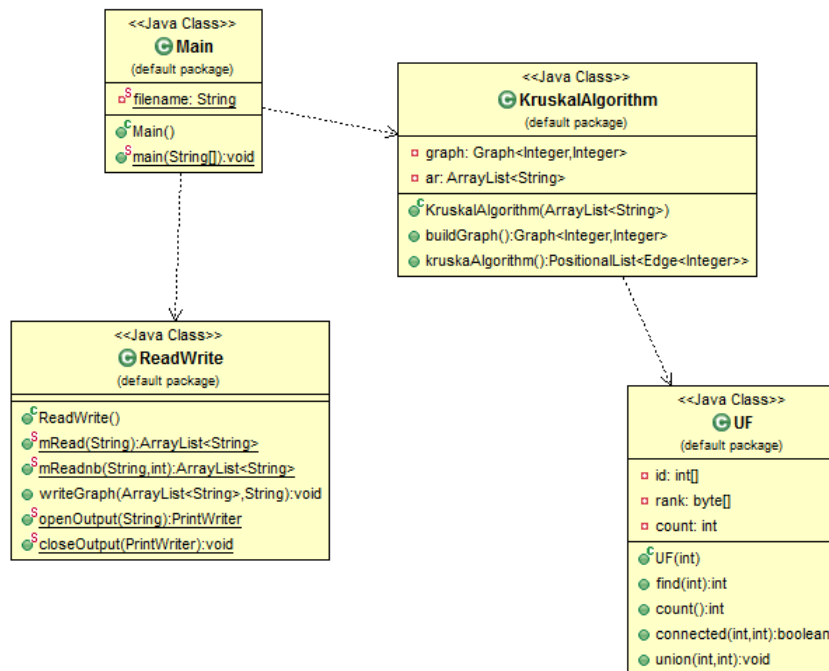 <<Java Class>>
Main
(default package)
filename: String
Main()
main(String[]):void
<<Java Class>>
KruskalAlgorithm
(default package)
graph: Graph<Integer,Integer>
ar: ArrayList<String>
KruskalAlgorithm(ArrayList<String>)
buildGraph():Graph<Integer,Integer>
kruskaAlgorithm():PositionalList<Edge<Integer>>
<<Java Class>>
ReadWrite
(default package)
ReadWrite()
mRead(String):ArrayList<String>
mReadnb(String,int):ArrayList<String>
writeGraph(ArrayList<String>,String):void
openOutput(String):PrintWriter
closeOutput(PrintWriter):void
<<Java Class>>
UF
(default package)
id: int[]
rank: byte[]
count: int
UF(int)
find(int):int
count():int
connected(int,int):boolean
union(int,int):void